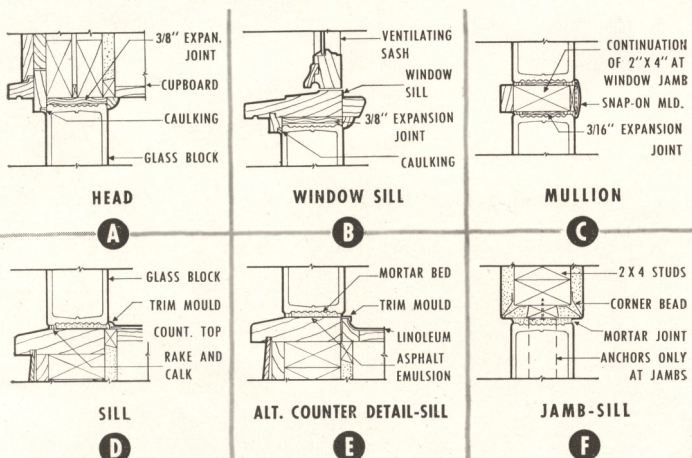 3/8" EXPAN.
JOINT
CUPBOARD
CAULKING
GLASS BLOCK
HEAD
A
VENTILATING
SASH
WINDOW
SILL
3/8" EXPANSION
JOINT
CAULKING
WINDOW SILL
B
CONTINUATION
OF 2"X 4" AT
WINDOW JAMB
SNAP-ON MLD.
3/16" EXPANSION
JOINT
MULLION
C
GLASS BLOCK
TRIM MOULD
COUNT. TOP
RAKE AND
CALK
SILL
D
MORTAR BED
TRIM MOULD
LINOLEUM
ASPHALT
EMULSION
ALT. COUNTER DETAIL-SILL
E
2 X 4 STUDS
CORNER BEAD
MORTAR JOINT
ANCHORS ONLY
AT JAMBS
JAMB-SILL
F